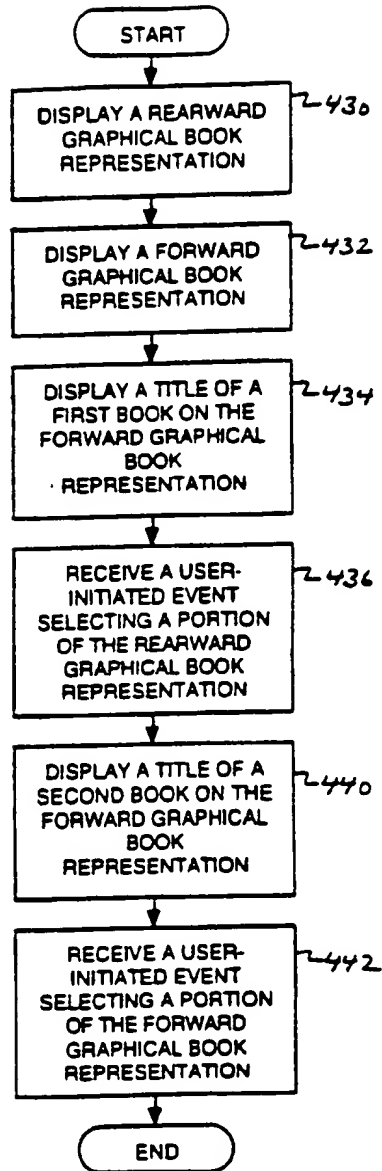 START
DISPLAY A REARWARD
GRAPHICAL BOOK
REPRESENTATION
430
DISPLAY A FORWARD
GRAPHICAL BOOK
REPRESENTATION
432
DISPLAY A TITLE OF A
FIRST BOOK ON THE
FORWARD GRAPHICAL
BOOK
REPRESENTATION
434
RECEIVE A USER-
INITIATED EVENT
SELECTING A PORTION
OF THE REARWARD
GRAPHICAL BOOK
REPRESENTATION
436
DISPLAY A TITLE OF A
SECOND BOOK ON THE
FORWARD GRAPHICAL
BOOK
REPRESENTATION
440
RECEIVE A USER-
INITIATED EVENT
SELECTING A PORTION
OF THE FORWARD
GRAPHICAL BOOK
REPRESENTATION
442
END